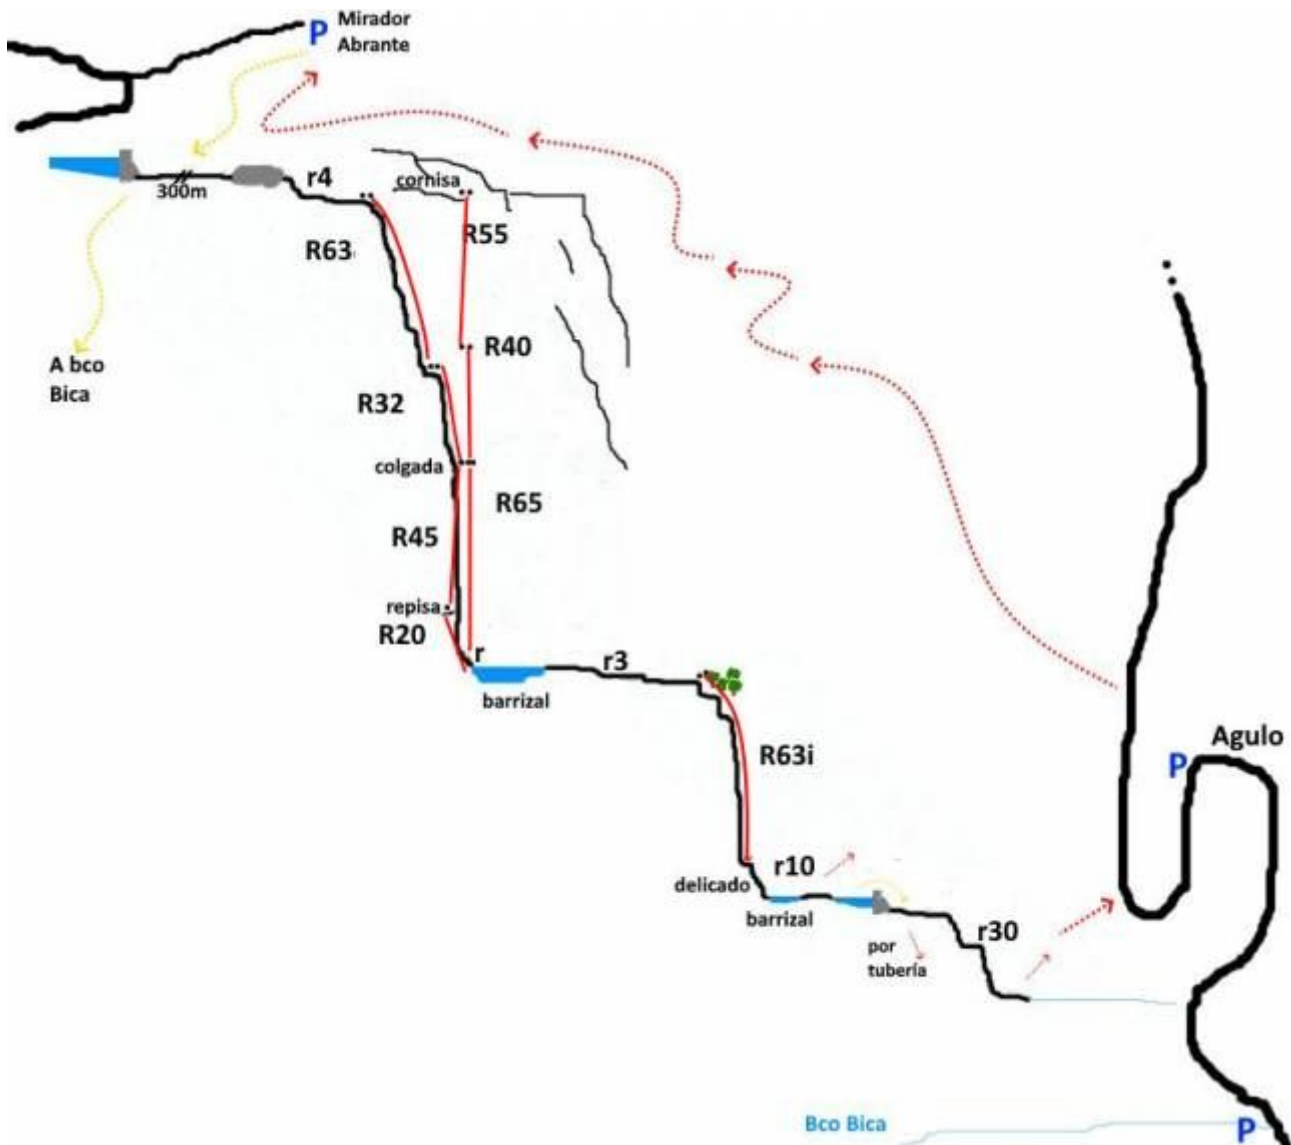 P Mirador
Abrante
r4
300m
cornisa
R55
R63
R40
A bco
Bica
R32
colgada
R65
R45
repisa
R20
r
r3
barrizal
R63i
Agulo
P
r10
delicado
barrizal
r30
por
tubería
Bco Bica
P